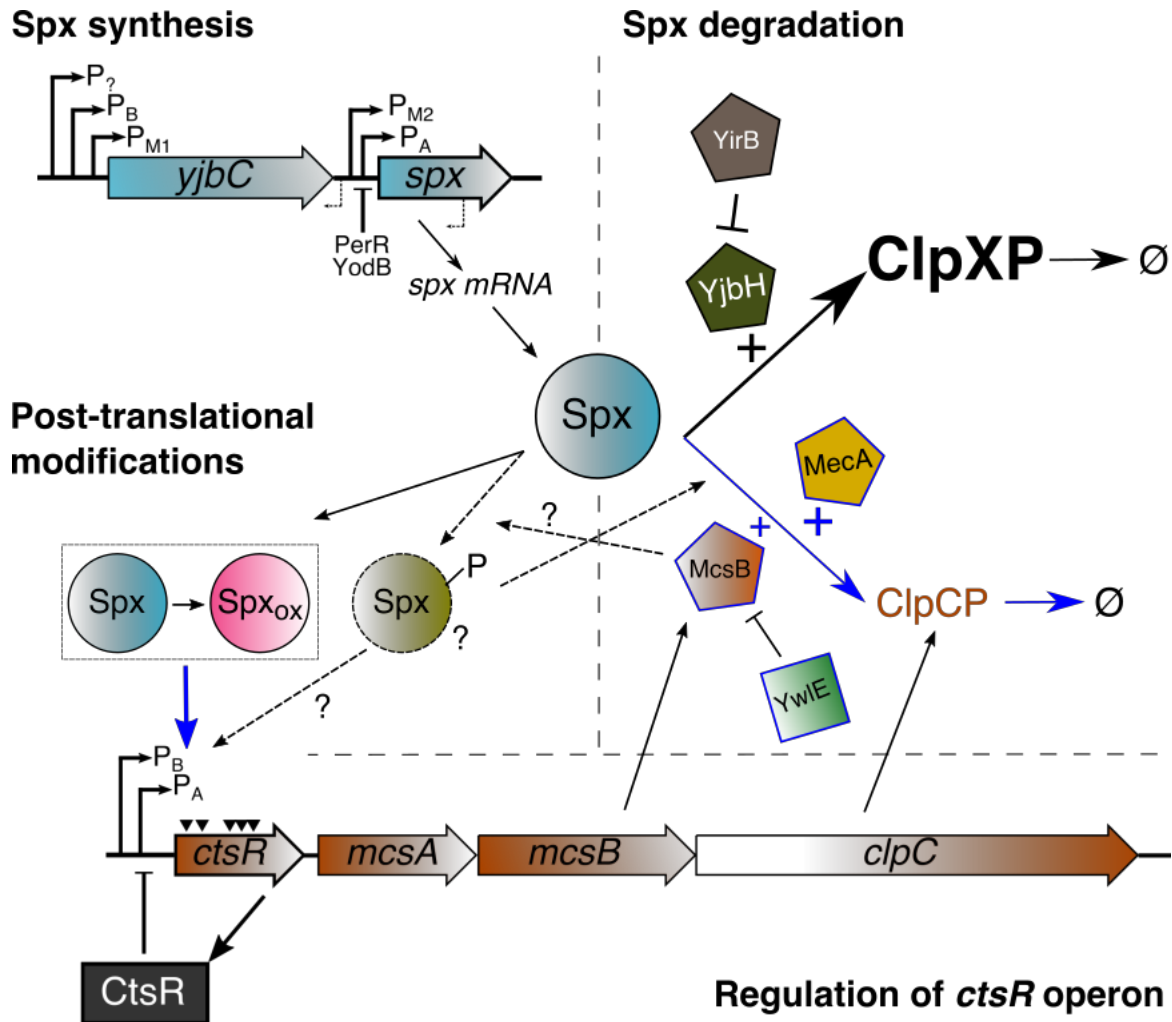 Spx synthesis
Spx degradation
P?
PB
PM1
PM2
PA
yjbC
spx
PerR
YodB
spx mRNA
YirB
YjbH
+
ClpXP
Ø
Spx
Post-translational
modifications
MecA
+
+
?
McsB
P
Spx
Spxox
Spx
?
ClpCP
Ø
YwlE
?
PB
PA
ctsR
mcsA
mcsB
clpC
CtsR
Regulation of ctsR operon